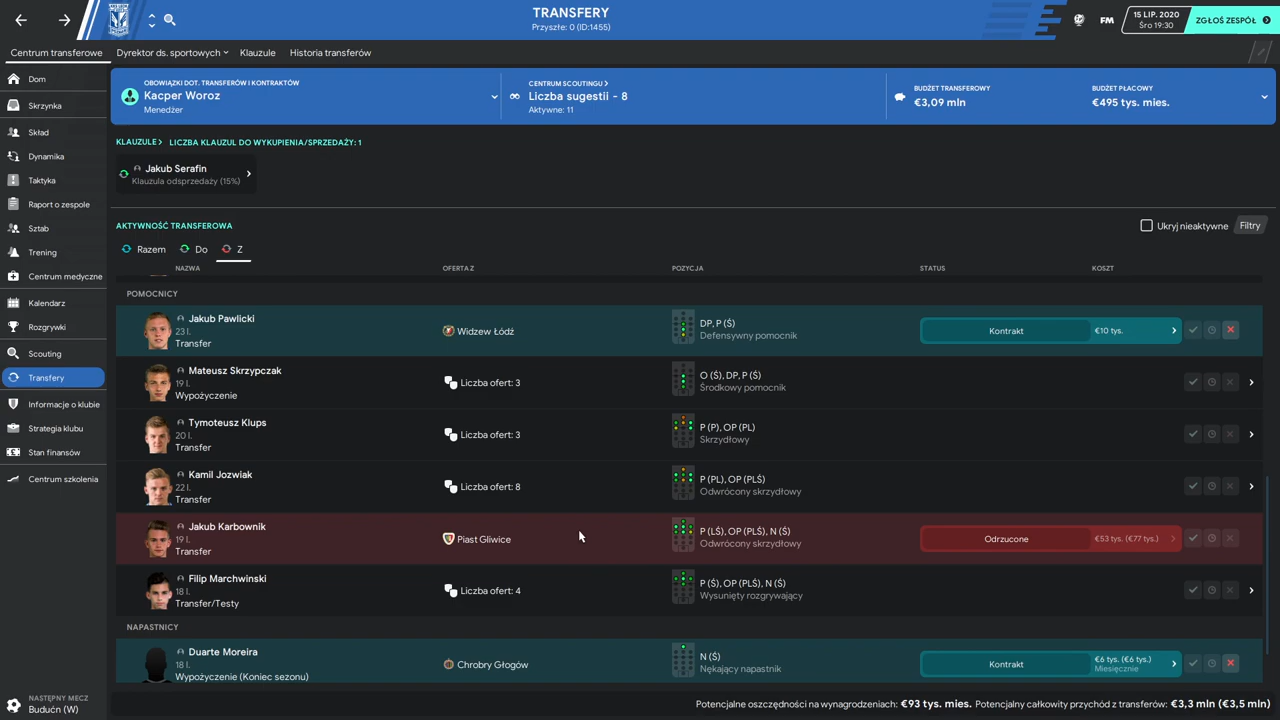 TRANSFERY
Przyszłe: 0 (ID:1455)
FM
15 LIP. 2020
Śro 19:30
ZGŁOŚ ZESPÓŁ
Centrum transferowe
Dyrektor ds. sportowych
Klauzule
Historia transferów
Dom
Skrzynka
Skład
Dynamika
Taktyka
Raport o zespole
Sztab
Trening
Centrum medyczne
Kalendarz
Rozgrywki
Scouting
Transfery
Informacje o klubie
Strategia klubu
Stan finansów
Centrum szkolenia
NASTĘPNY MECZ
Budućn (W)
OBOWIĄZKI DOT. TRANSFERÓW I KONTRAKTÓW
Kacper Woroz
Menedżer
CENTRUM SCOUTINGU >
Liczba sugestii - 8
Aktywne: 11
BUDŻET TRANSFEROWY
€3,09 mln
BUDŻET PŁACOWY
€495 tys. mies.
KLAUZULE > LICZBA KLAUZUL DO WYKUPIENIA/SPRZEDAŻY: 1
Jakub Serafin
Klauzula odsprzedaży (15%)
AKTYWNOŚĆ TRANSFEROWA
Ukryj nieaktywne
Filtry
Razem Do Z
NAZWA OFERTA Z POZYCJA STATUS KOSZT
POMOCNICY
Jakub Pawlicki
23 l.
Transfer
Widzew Łódź
DP, P (Ś)
Defensywny pomocnik
Kontrakt
€10 tys.
Mateusz Skrzypczak
19 l.
Wypożyczenie
Liczba ofert: 3
O (Ś), DP, P (Ś)
Środkowy pomocnik
Tymoteusz Klups
20 l.
Transfer
Liczba ofert: 3
P (P), OP (PL)
Skrzydłowy
Kamil Jozwiak
22 l.
Transfer
Liczba ofert: 8
P (PL), OP (PLŚ)
Odwrócony skrzydłowy
Jakub Karbownik
19 l.
Transfer
Piast Gliwice
P (LŚ), OP (PLŚ), N (Ś)
Odwrócony skrzydłowy
Odrzucone
€53 tys. (€77 tys.)
Filip Marchwinski
18 l.
Transfer/Testy
Liczba ofert: 4
P (Ś), OP (PLŚ), N (Ś)
Wysunięty rozgrywający
NAPASTNICY
Duarte Moreira
18 l.
Wypożyczenie (Koniec sezonu)
Chrobry Głogów
N (Ś)
Nękający napastnik
Kontrakt
€6 tys. (€6 tys.)
Miesięcznie
Potencjalne oszczędności na wynagrodzeniach: €93 tys. mies. Potencjalny całkowity przychód z transferów: €3,3 mln (€3,5 mln)